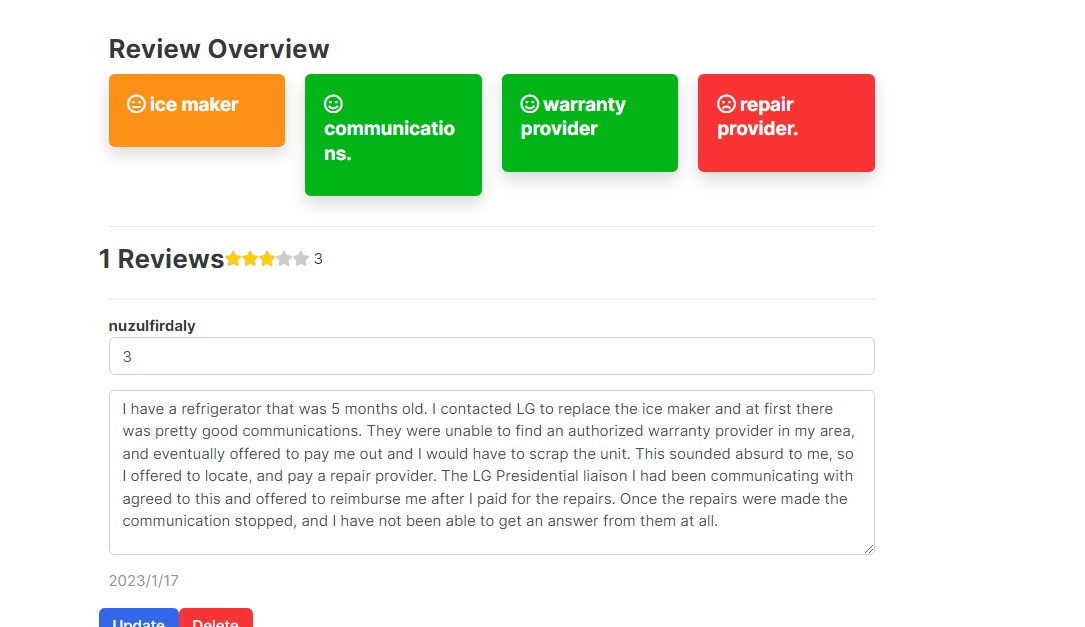 Review Overview
ice maker
communicatio
ns.
warranty
provider
repair
provider.
1 Reviews 3
nuzulfirdaly
3
I have a refrigerator that was 5 months old. I contacted LG to replace the ice maker and at first there
was pretty good communications. They were unable to find an authorized warranty provider in my area,
and eventually offered to pay me out and I would have to scrap the unit. This sounded absurd to me, so
I offered to locate, and pay a repair provider. The LG Presidential liaison I had been communicating with
agreed to this and offered to reimburse me after I paid for the repairs. Once the repairs were made the
communication stopped, and I have not been able to get an answer from them at all.
2023/1/17
Update Delete